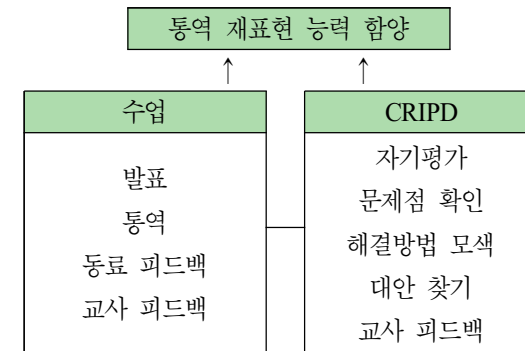 통역 재표현 능력 함양
↑ ↑
수업
발표
통역
동료 피드백
교사 피드백
CRIPD
자기평가
문제점 확인
해결방법 모색
대안 찾기
교사 피드백